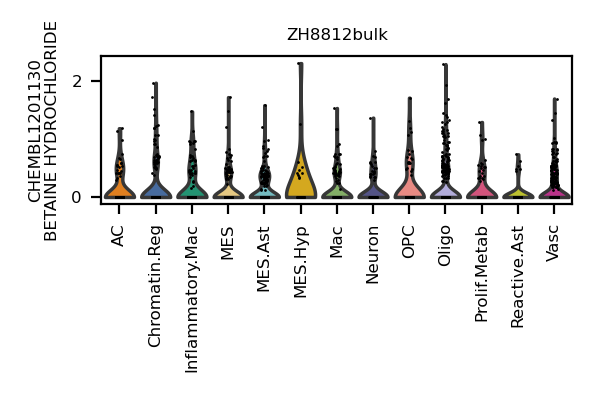 ZH8812bulk
CHEMBL1201130
BETAINE HYDROCHLORIDE
2
0
AC
Chromatin.Reg
Inflammatory.Mac
MES
MES.Ast
MES.Hyp
Mac
Neuron
OPC
Oligo
Prolif.Metab
Reactive.Ast
Vasc